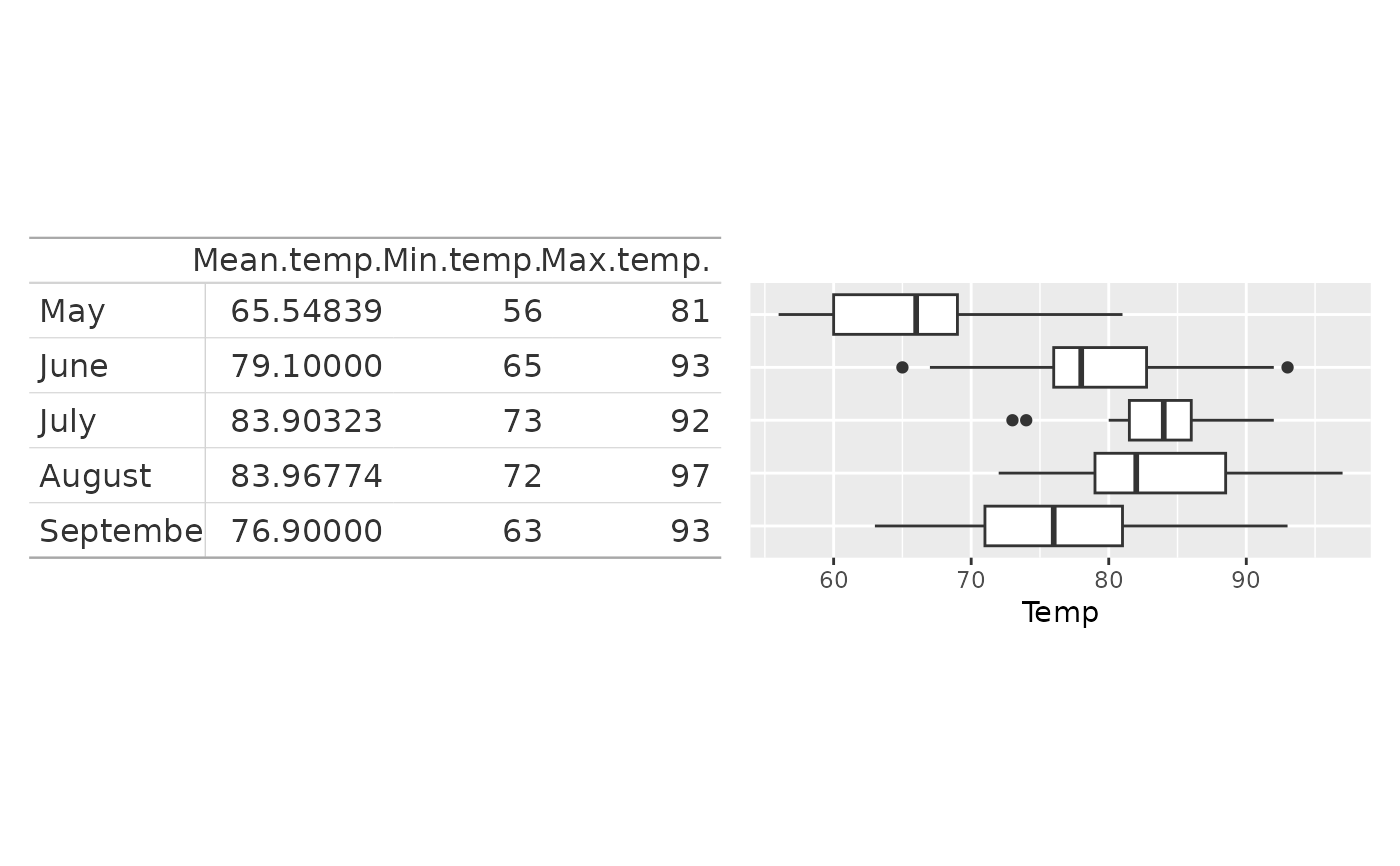 Mean.temp. Min.temp. Max.temp.
May 65.54839 56 81
June 79.10000 65 93
July 83.90323 73 92
August 83.96774 72 97
Septembe 76.90000 63 93
60 70 80 90
Temp